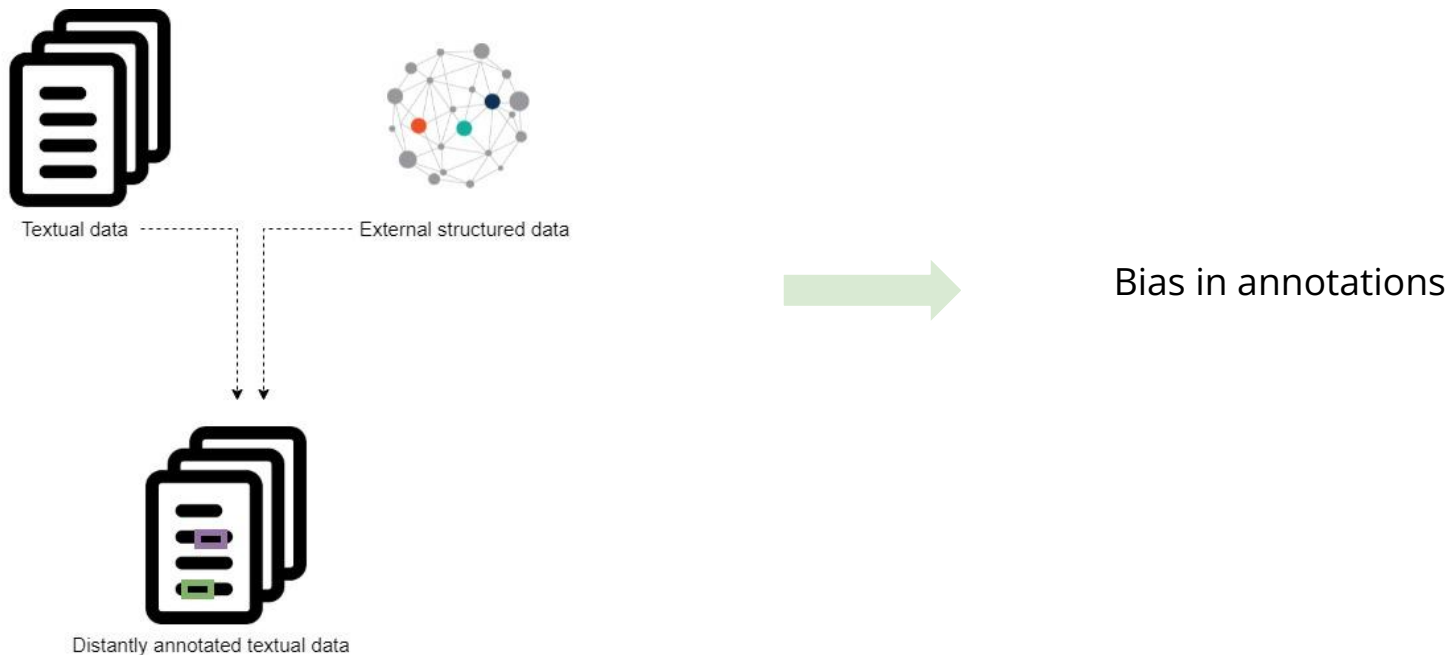 Textual data
External structured data
Bias in annotations
Distantly annotated textual data